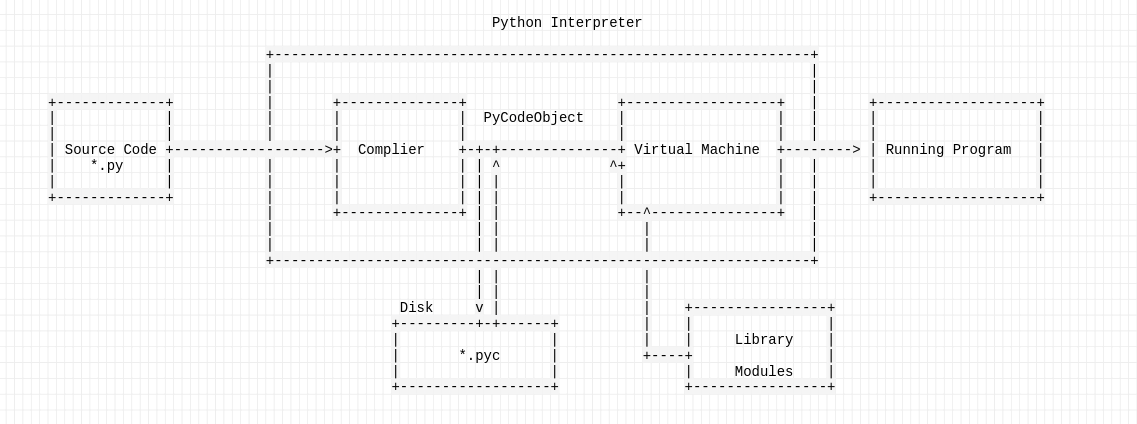 Python Interpreter
PyCodeObject
Source Code
*.py
Complier
Virtual Machine
Running Program
Disk
*.pyc
Library
Modules